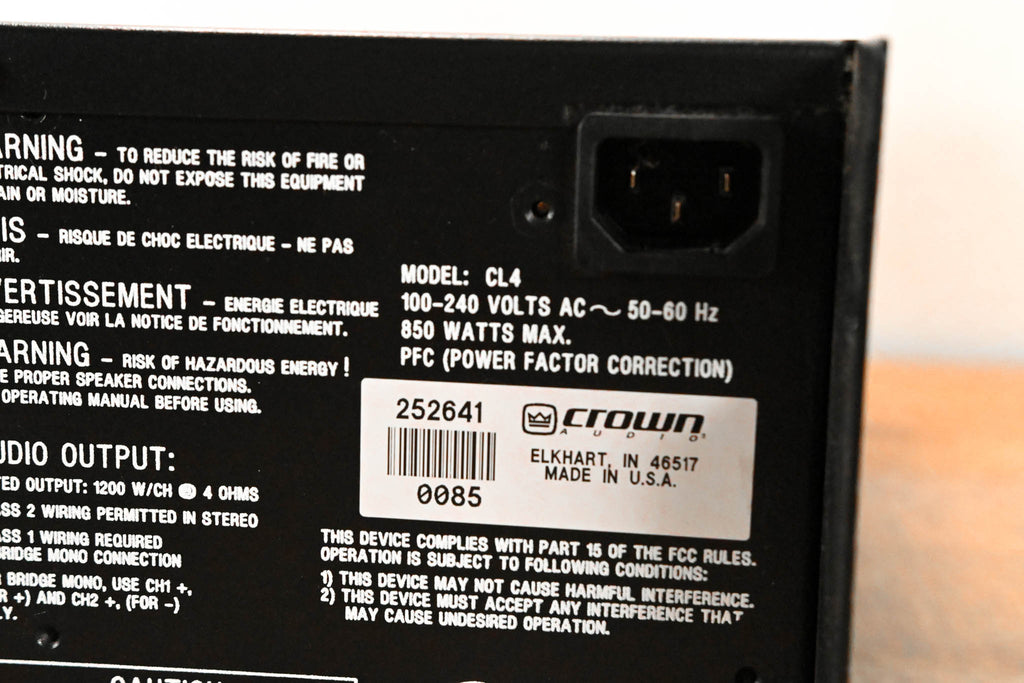 ARNING – TO REDUCE THE RISK OF FIRE OR
TRICAL SHOCK, DO NOT EXPOSE THIS EQUIPMENT
AIN OR MOISTURE.
IS – RISQUE DE CHOC ELECTRIQUE – NE PAS
IR.
VERTISSEMENT – ENERGIE ELECTRIQUE
GEREUSE VOIR LA NOTICE DE FONCTIONNEMENT.
ARNING – RISK OF HAZARDOUS ENERGY !
E PROPER SPEAKER CONNECTIONS.
OPERATING MANUAL BEFORE USING.
UDIO OUTPUT:
TED OUTPUT: 1200 W/CH @ 4 OHMS
ASS 2 WIRING PERMITTED IN STEREO
ASS 1 WIRING REQUIRED
BRIDGE MONO CONNECTION
R BRIDGE MONO, USE CH1 +,
R +) AND CH2 +, (FOR –)
LY.
MODEL: CL4
100–240 VOLTS AC ~ 50–60 Hz
850 WATTS MAX.
PFC (POWER FACTOR CORRECTION)
252641
0085
crown
AUDIO
ELKHART, IN 46517
MADE IN U.S.A.
THIS DEVICE COMPLIES WITH PART 15 OF THE FCC RULES.
OPERATION IS SUBJECT TO FOLLOWING CONDITIONS:
1) THIS DEVICE MAY NOT CAUSE HARMFUL INTERFERENCE.
2) THIS DEVICE MUST ACCEPT ANY INTERFERENCE THAT
MAY CAUSE UNDESIRED OPERATION.
CAUTION